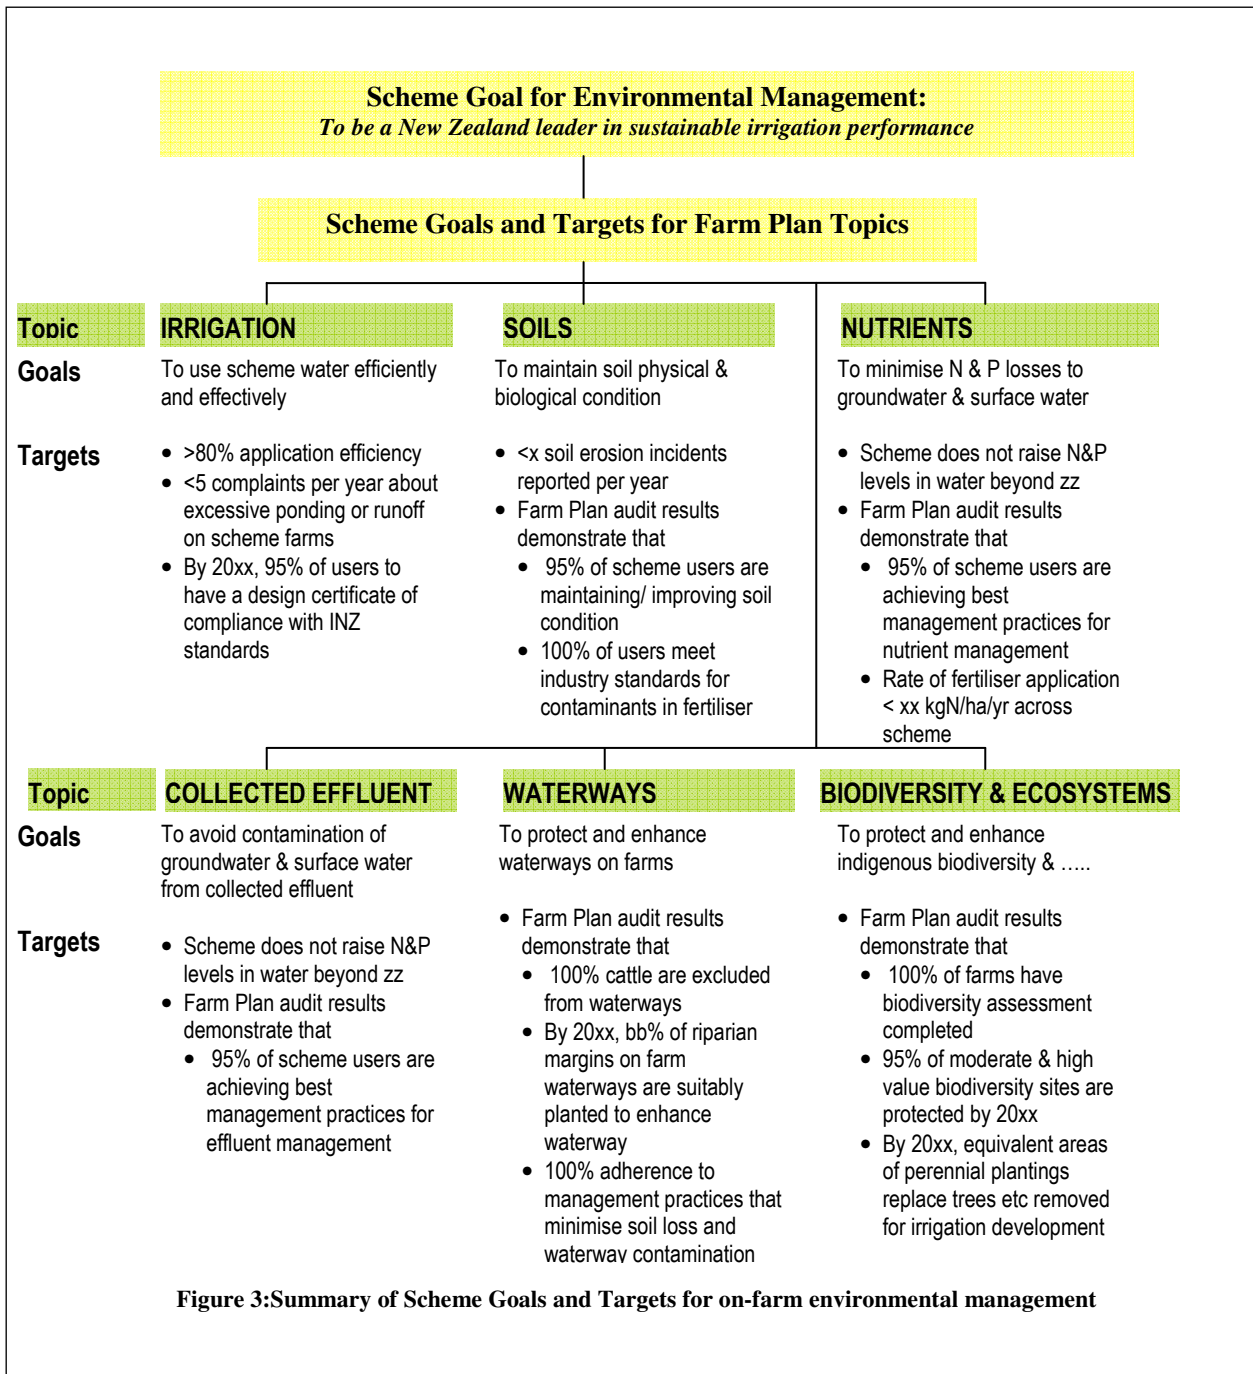 Scheme Goal for Environmental Management:
To be a New Zealand leader in sustainable irrigation performance
Scheme Goals and Targets for Farm Plan Topics
Topic
IRRIGATION
SOILS
NUTRIENTS
Goals
To use scheme water efficiently
and effectively
To maintain soil physical &
biological condition
To minimise N & P losses to
groundwater & surface water
Targets
• >80% application efficiency
• <5 complaints per year about
excessive ponding or runoff
on scheme farms
• By 20xx, 95% of users to
have a design certificate of
compliance with INZ
standards
• <x soil erosion incidents
reported per year
• Farm Plan audit results
demonstrate that
• 95% of scheme users are
maintaining/ improving soil
condition
• 100% of users meet
industry standards for
contaminants in fertiliser
• Scheme does not raise N&P
levels in water beyond zz
• Farm Plan audit results
demonstrate that
• 95% of scheme users are
achieving best
management practices for
nutrient management
• Rate of fertiliser application
< xx kgN/ha/yr across
scheme
Topic
COLLECTED EFFLUENT
WATERWAYS
BIODIVERSITY & ECOSYSTEMS
Goals
To avoid contamination of
groundwater & surface water
from collected effluent
To protect and enhance
waterways on farms
To protect and enhance
indigenous biodiversity & …..
Targets
• Scheme does not raise N&P
levels in water beyond zz
• Farm Plan audit results
demonstrate that
• 95% of scheme users are
achieving best
management practices for
effluent management
• Farm Plan audit results
demonstrate that
• 100% cattle are excluded
from waterways
• By 20xx, bb% of riparian
margins on farm
waterways are suitably
planted to enhance
waterway
• 100% adherence to
management practices that
minimise soil loss and
waterway contamination
• Farm Plan audit results
demonstrate that
• 100% of farms have
biodiversity assessment
completed
• 95% of moderate & high
value biodiversity sites are
protected by 20xx
• By 20xx, equivalent areas
of perennial plantings
replace trees etc removed
for irrigation development
Figure 3:Summary of Scheme Goals and Targets for on-farm environmental management